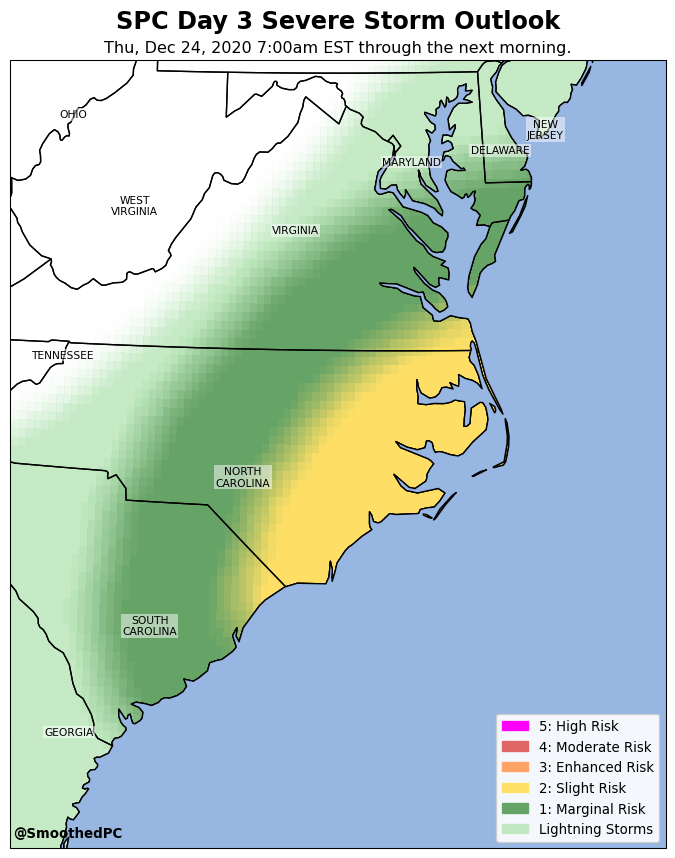 SPC Day 3 Severe Storm Outlook
Thu, Dec 24, 2020 7:00am EST through the next morning.
OHIO
NEW
JERSEY
DELAWARE
MARYLAND
WEST
VIRGINIA
VIRGINIA
TENNESSEE
NORTH
CAROLINA
SOUTH
CAROLINA
GEORGIA
5: High Risk
4: Moderate Risk
3: Enhanced Risk
2: Slight Risk
1: Marginal Risk
Lightning Storms
@SmoothedPC